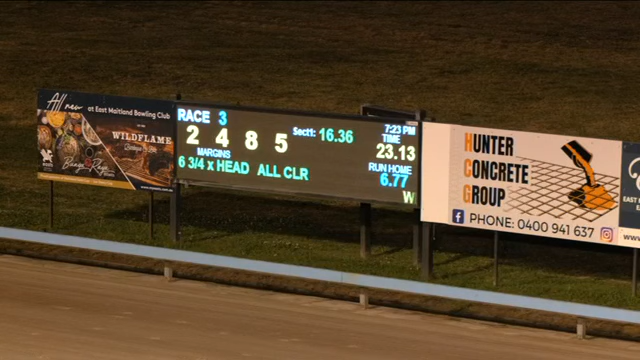 All new
at East Maitland Bowling Club
WILDFLAME
RACE 3
2 4 8 5
Sect1: 16.36
7:23 PM
TIME
23.13
MARGINS
6 3/4 x HEAD ALL CLR
RUN HOME
6.77
W
HUNTER
CONCRETE
GROUP
PHONE: 0400 941 637
EAST